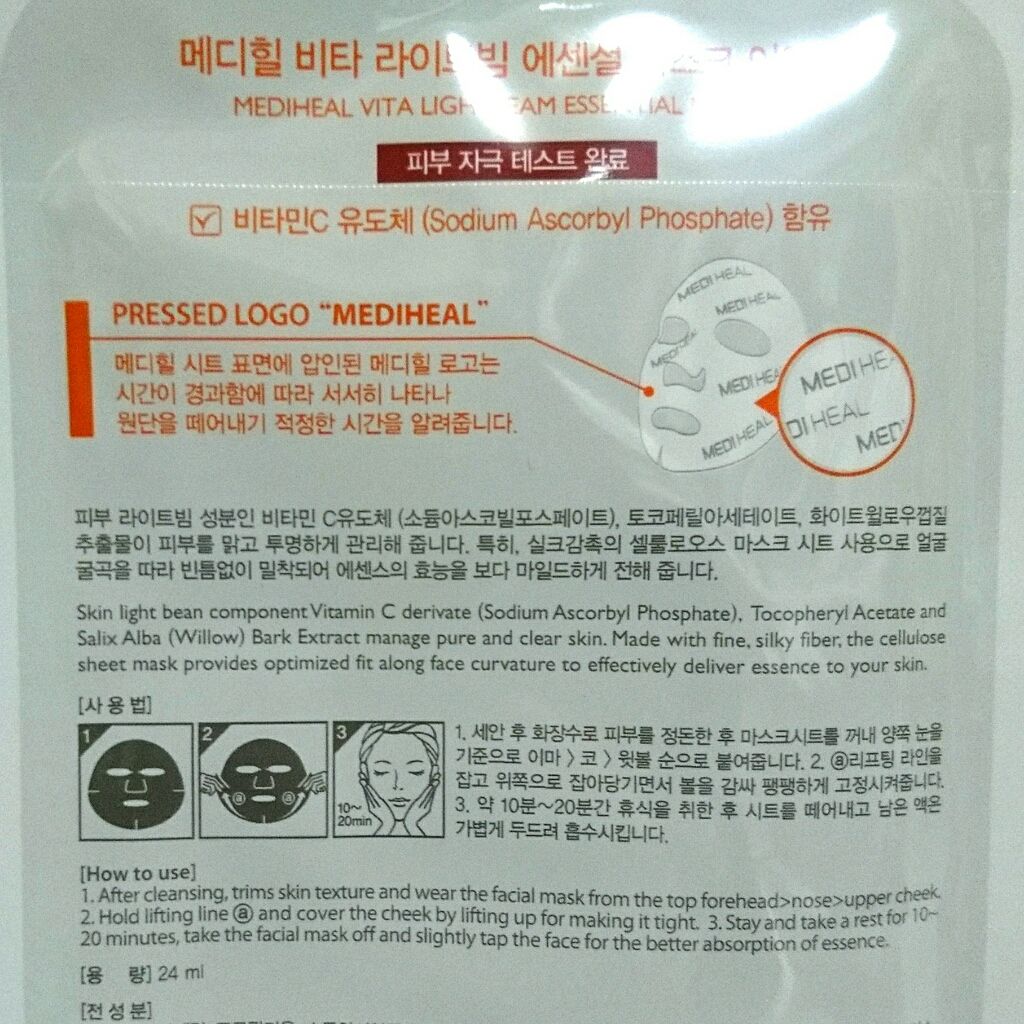 메디힐 비타 라이트빔 에센셜
MEDIHEAL VITA
피부 자극 테스트 완료
비타민C 유도체 (Sodium Ascorbyl Phosphate) 함유
PRESSED LOGO “MEDIHEAL”
메디힐 시트 표면에 압인된 메디힐 로고는
시간이 경과함에 따라 서서히 나타나
원단을 떼어내기 적정한 시간을 알려줍니다.
MEDIHEAL
MEDIHEAL
MEDIHEAL
MEDIHEA
MEDIHEAL
MEDIHEA
DIHEAL
MEDI
피부 라이트빔 성분인 비타민 C유도체 (소듐아스코빌포스페이트), 토코페릴아세테이트, 화이트윌로우껍질
추출물이 피부를 맑고 투명하게 관리해 줍니다. 특히, 실크감촉의 셀룰로오스 마스크 시트 사용으로 얼굴
굴곡을 따라 빈틈없이 밀착되어 에센스의 효능을 보다 마일드하게 전해 줍니다.
Skin light bean component Vitamin C derivate (Sodium Ascorbyl Phosphate), Tocopheryl Acetate and
Salix Alba (Willow) Bark Extract manage pure and clear skin. Made with fine, silky fiber, the cellulose
sheet mask provides optimized fit along face curvature to effectively deliver essence to your skin.
[사 용 법]
1
2
3
ⓐ ⓐ
10~
20min
1. 세안 후 화장수로 피부를 정돈한 후 마스크시트를 꺼내 양쪽 눈을
기준으로 이마 > 코 > 윗볼 순으로 붙여줍니다. 2. ⓐ리프팅 라인을
잡고 위쪽으로 잡아당기면서 볼을 감싸 팽팽하게 고정시켜줍니다.
3. 약 10분~20분간 휴식을 취한 후 시트를 떼어내고 남은 액은
가볍게 두드려 흡수시킵니다.
[How to use]
1. After cleansing, trims skin texture and wear the facial mask from the top forehead>nose>upper cheek.
2. Hold lifting line ⓐ and cover the cheek by lifting up for making it tight. 3. Stay and take a rest for 10~
20 minutes, take the facial mask off and slightly tap the face for the better absorption of essence.
[용 량] 24 ml
[전 성 분]